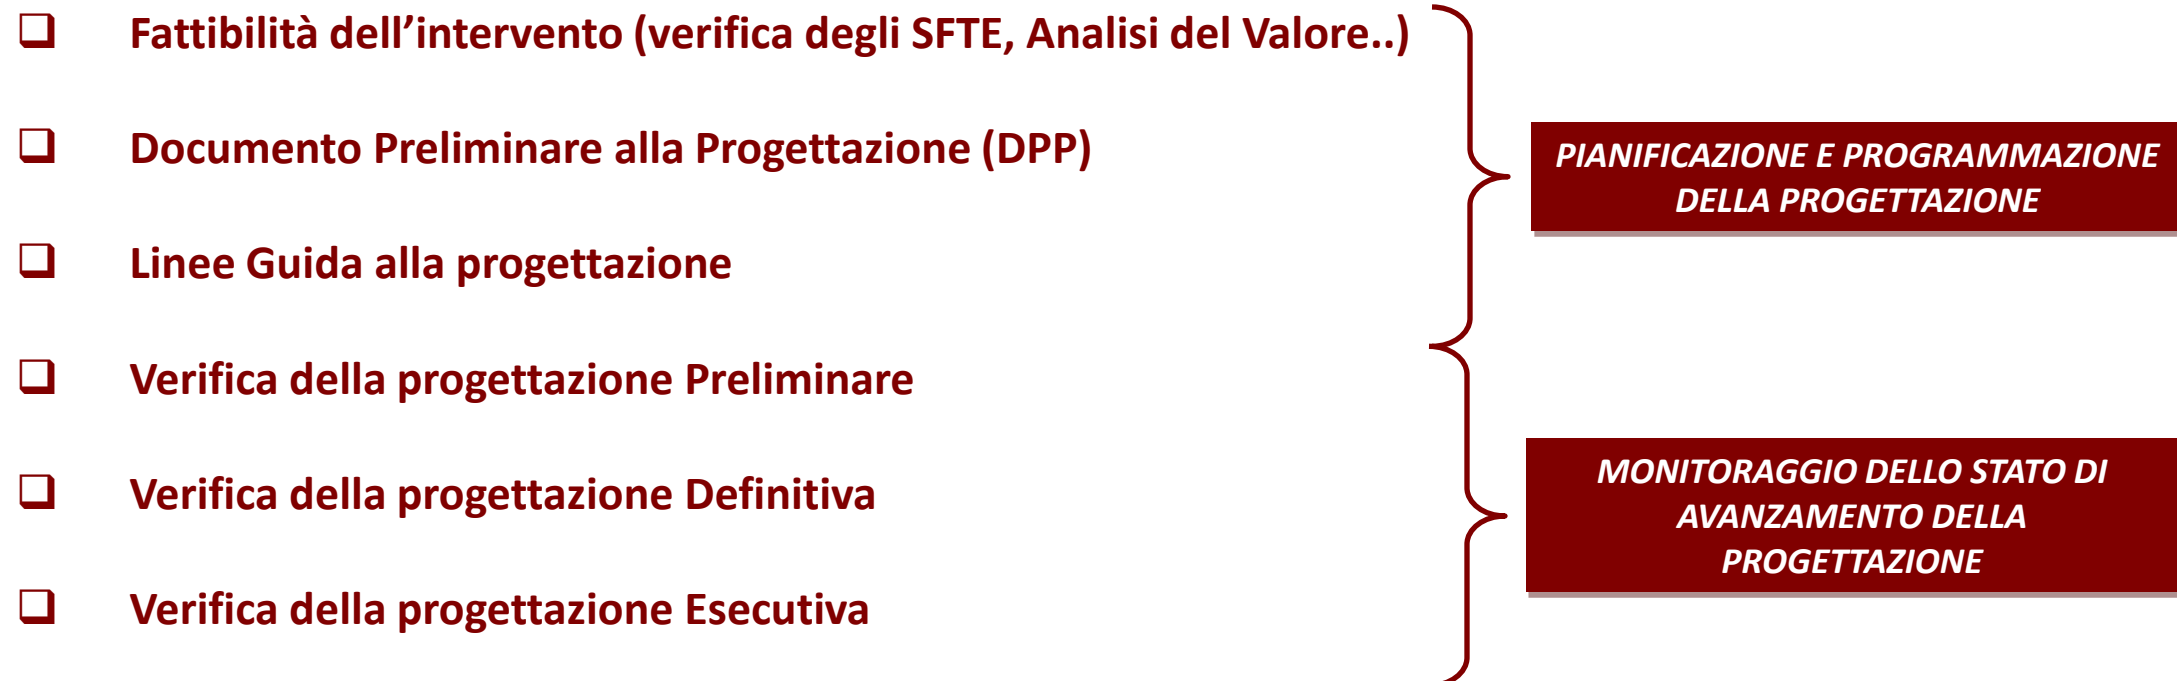 Fattibilità dell’intervento (verifica degli SFTE, Analisi del Valore..)
Documento Preliminare alla Progettazione (DPP)
Linee Guida alla progettazione
PIANIFICAZIONE E PROGRAMMAZIONE
DELLA PROGETTAZIONE
Verifica della progettazione Preliminare
Verifica della progettazione Definitiva
Verifica della progettazione Esecutiva
MONITORAGGIO DELLO STATO DI
AVANZAMENTO DELLA
PROGETTAZIONE